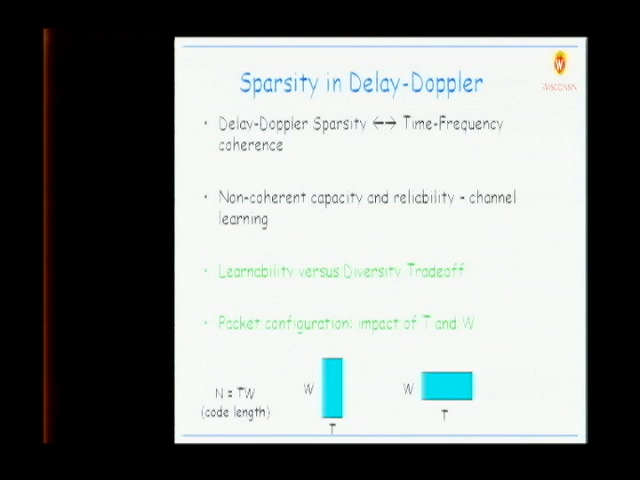 Sparsity in Delay-Doppler
W
WISCONSIN
• Delay-Doppler Sparsity ←→ Time-Frequency
coherence
• Non-coherent capacity and reliability – channel
learning
• Learnability versus Diversity Tradeoff
• Packet configuration: impact of T and W
N = TW
(code length)
W
T
W
T